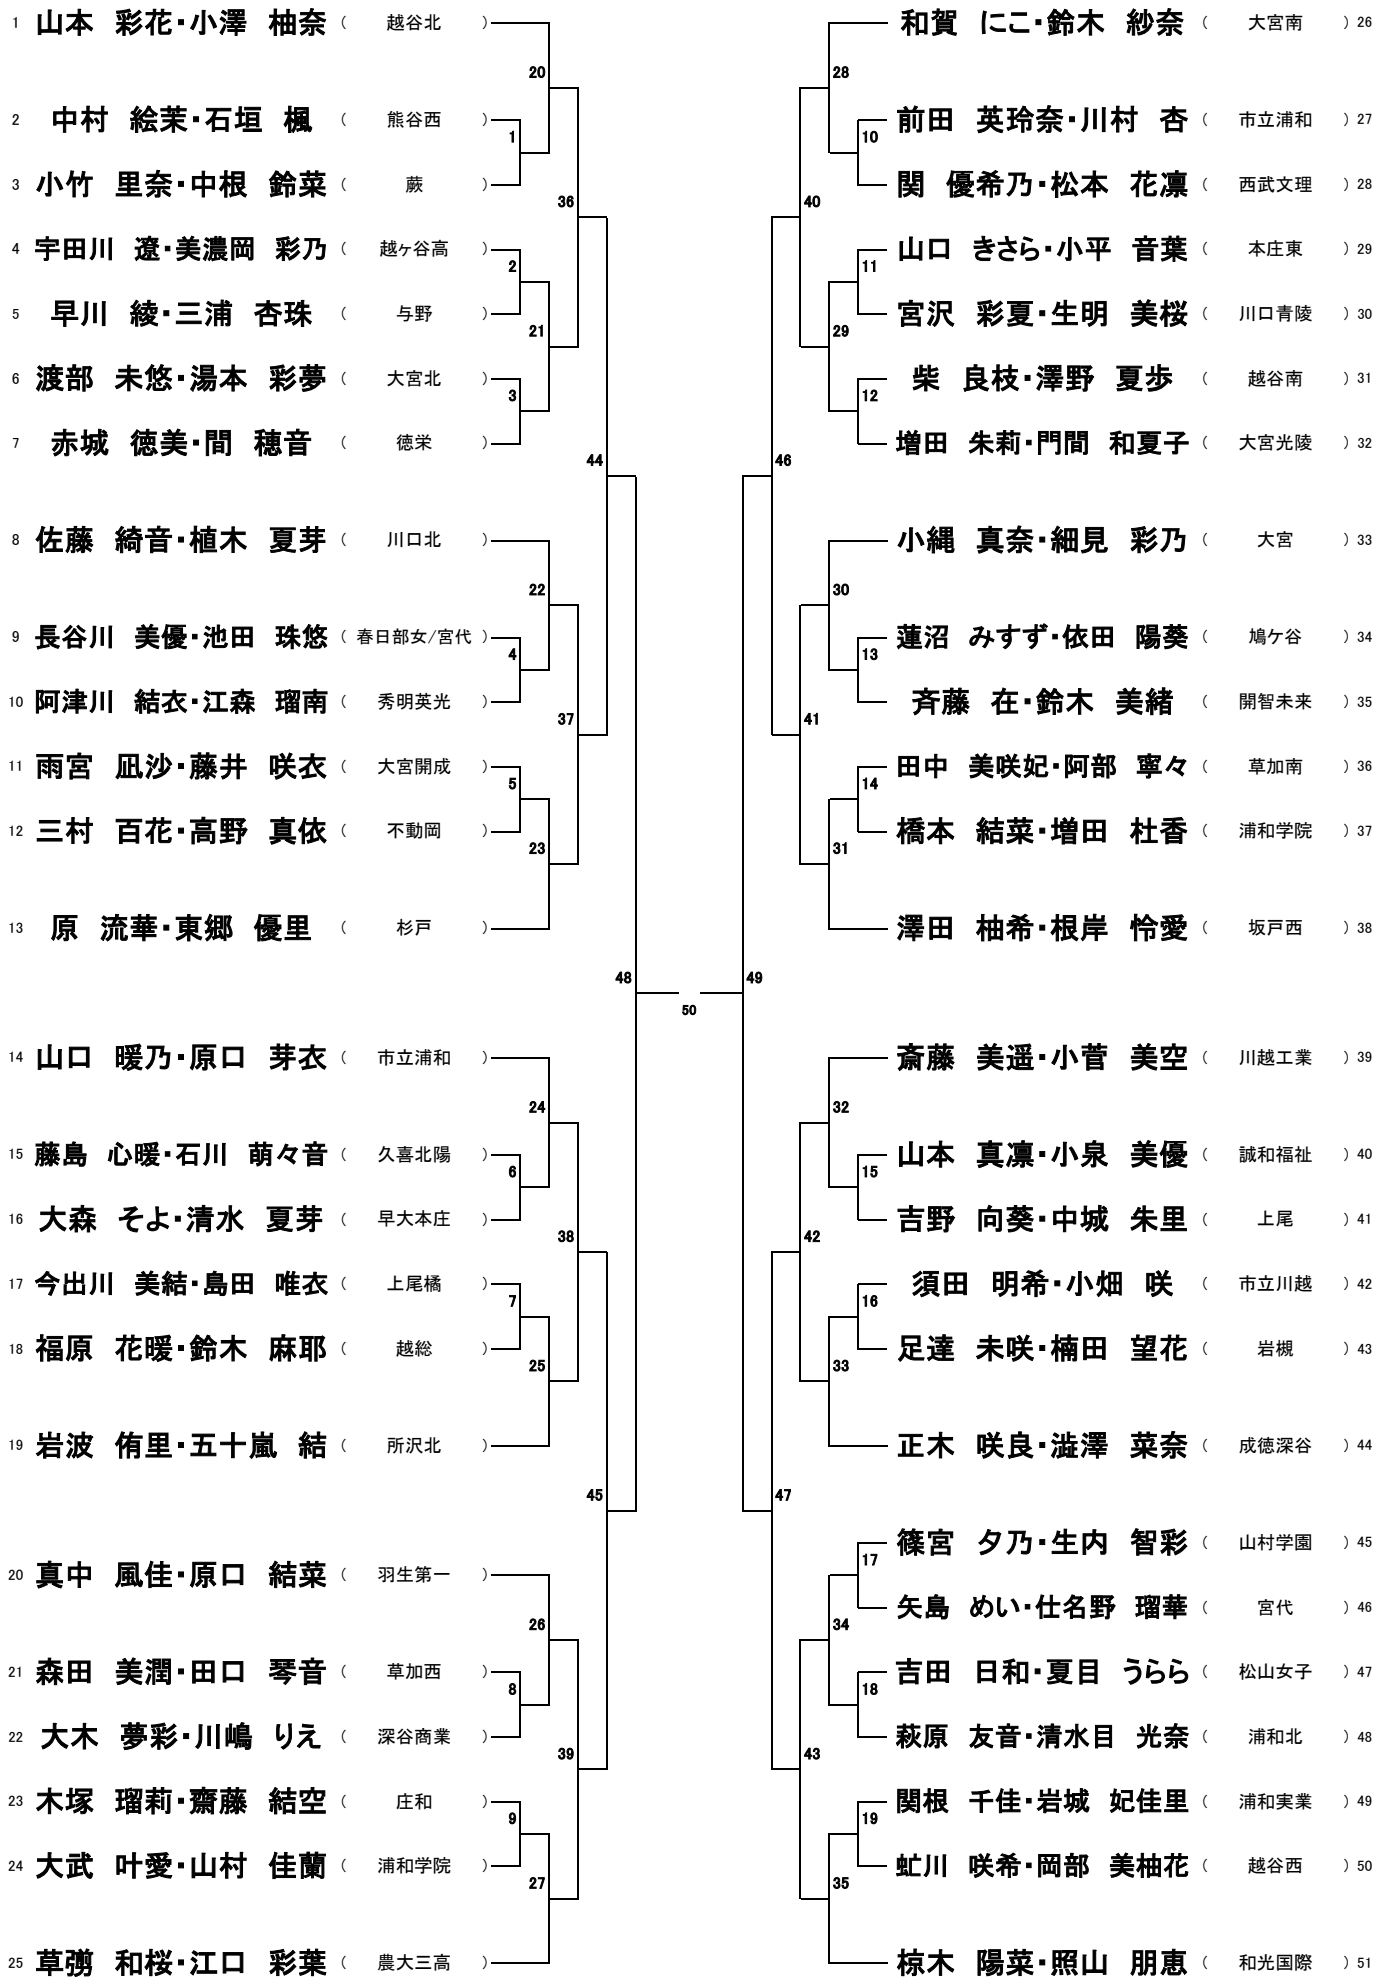 1 山本 彩花・小澤 柚奈 ( 越谷北 )
20
2 中村 絵茉・石垣 楓 ( 熊谷西 )
1
3 小竹 里奈・中根 鈴菜 ( 蕨 )
36
4 宇田川 遼・美濃岡 彩乃 ( 越ヶ谷高 )
2
5 早川 綾・三浦 杏珠 ( 与野 )
21
6 渡部 未悠・湯本 彩夢 ( 大宮北 )
3
7 赤城 徳美・間 穂音 ( 徳栄 )
44
8 佐藤 綺音・植木 夏芽 ( 川口北 )
22
9 長谷川 美優・池田 珠悠 ( 春日部女/宮代 )
4
10 阿津川 結衣・江森 瑠南 ( 秀明英光 )
37
11 雨宮 凪沙・藤井 咲衣 ( 大宮開成 )
5
12 三村 百花・高野 真依 ( 不動岡 )
23
13 原 流華・東郷 優里 ( 杉戸 )
48
14 山口 暖乃・原口 芽衣 ( 市立浦和 )
24
15 藤島 心暖・石川 萌々音 ( 久喜北陽 )
6
16 大森 そよ・清水 夏芽 ( 早大本庄 )
38
17 今出川 美結・島田 唯衣 ( 上尾橘 )
7
18 福原 花暖・鈴木 麻耶 ( 越総 )
25
19 岩波 侑里・五十嵐 結 ( 所沢北 )
45
20 真中 風佳・原口 結菜 ( 羽生第一 )
26
21 森田 美潤・田口 琴音 ( 草加西 )
8
22 大木 夢彩・川嶋 りえ ( 深谷商業 )
39
23 木塚 瑠莉・齋藤 結空 ( 庄和 )
9
24 大武 叶愛・山村 佳蘭 ( 浦和学院 )
27
25 草彅 和桜・江口 彩葉 ( 農大三高 )
50
和賀 にこ・鈴木 紗奈 ( 大宮南 ) 26
28
前田 英玲奈・川村 杏 ( 市立浦和 ) 27
10
関 優希乃・松本 花凛 ( 西武文理 ) 28
40
山口 きさら・小平 音葉 ( 本庄東 ) 29
11
宮沢 彩夏・生明 美桜 ( 川口青陵 ) 30
29
柴 良枝・澤野 夏歩 ( 越谷南 ) 31
12
増田 朱莉・門間 和夏子 ( 大宮光陵 ) 32
46
小縄 真奈・細見 彩乃 ( 大宮 ) 33
30
蓮沼 みすず・依田 陽葵 ( 鳩ケ谷 ) 34
13
斉藤 在・鈴木 美緒 ( 開智未来 ) 35
41
田中 美咲妃・阿部 寧々 ( 草加南 ) 36
14
橋本 結菜・増田 杜香 ( 浦和学院 ) 37
31
澤田 柚希・根岸 怜愛 ( 坂戸西 ) 38
49
斎藤 美遥・小菅 美空 ( 川越工業 ) 39
32
山本 真凛・小泉 美優 ( 誠和福祉 ) 40
15
吉野 向葵・中城 朱里 ( 上尾 ) 41
42
須田 明希・小畑 咲 ( 市立川越 ) 42
16
足達 未咲・楠田 望花 ( 岩槻 ) 43
33
正木 咲良・澁澤 菜奈 ( 成徳深谷 ) 44
47
篠宮 夕乃・生内 智彩 ( 山村学園 ) 45
17
矢島 めい・仕名野 瑠華 ( 宮代 ) 46
34
吉田 日和・夏目 うらら ( 松山女子 ) 47
18
萩原 友音・清水目 光奈 ( 浦和北 ) 48
43
関根 千佳・岩城 妃佳里 ( 浦和実業 ) 49
19
虻川 咲希・岡部 美柚花 ( 越谷西 ) 50
35
椋木 陽菜・照山 朋恵 ( 和光国際 ) 51